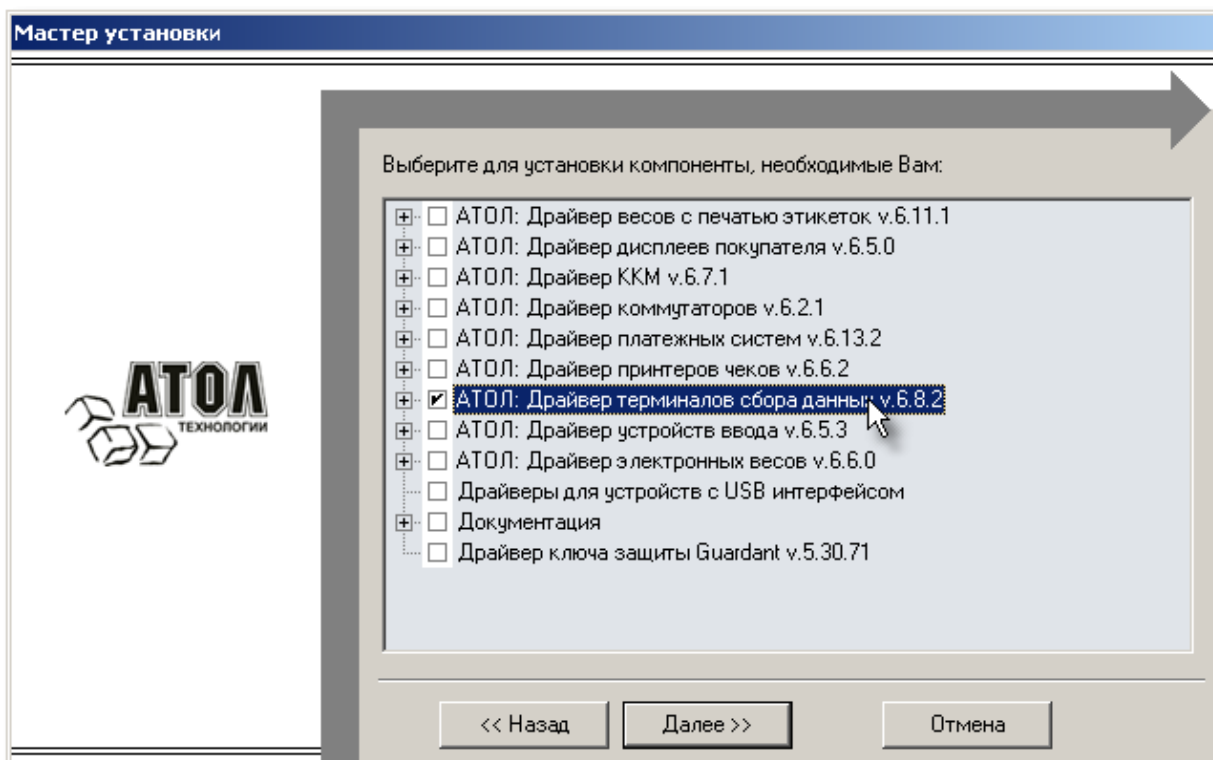 Мастер установки
Выберите для установки компоненты, необходимые Вам:
АТОЛ: Драйвер весов с печатью этикеток v.6.11.1
АТОЛ: Драйвер дисплеев покупателя v.6.5.0
АТОЛ: Драйвер ККМ v.6.7.1
АТОЛ: Драйвер коммутаторов v.6.2.1
АТОЛ: Драйвер платежных систем v.6.13.2
АТОЛ: Драйвер принтеров чеков v.6.6.2
АТОЛ: Драйвер терминалов сбора данных v.6.8.2
АТОЛ: Драйвер устройств ввода v.6.5.3
АТОЛ: Драйвер электронных весов v.6.6.0
Драйверы для устройств с USB интерфейсом
Документация
Драйвер ключа защиты Guardant v.5.30.71
АТОЛ
ТЕХНОЛОГИИ
<< Назад
Далее >>
Отмена